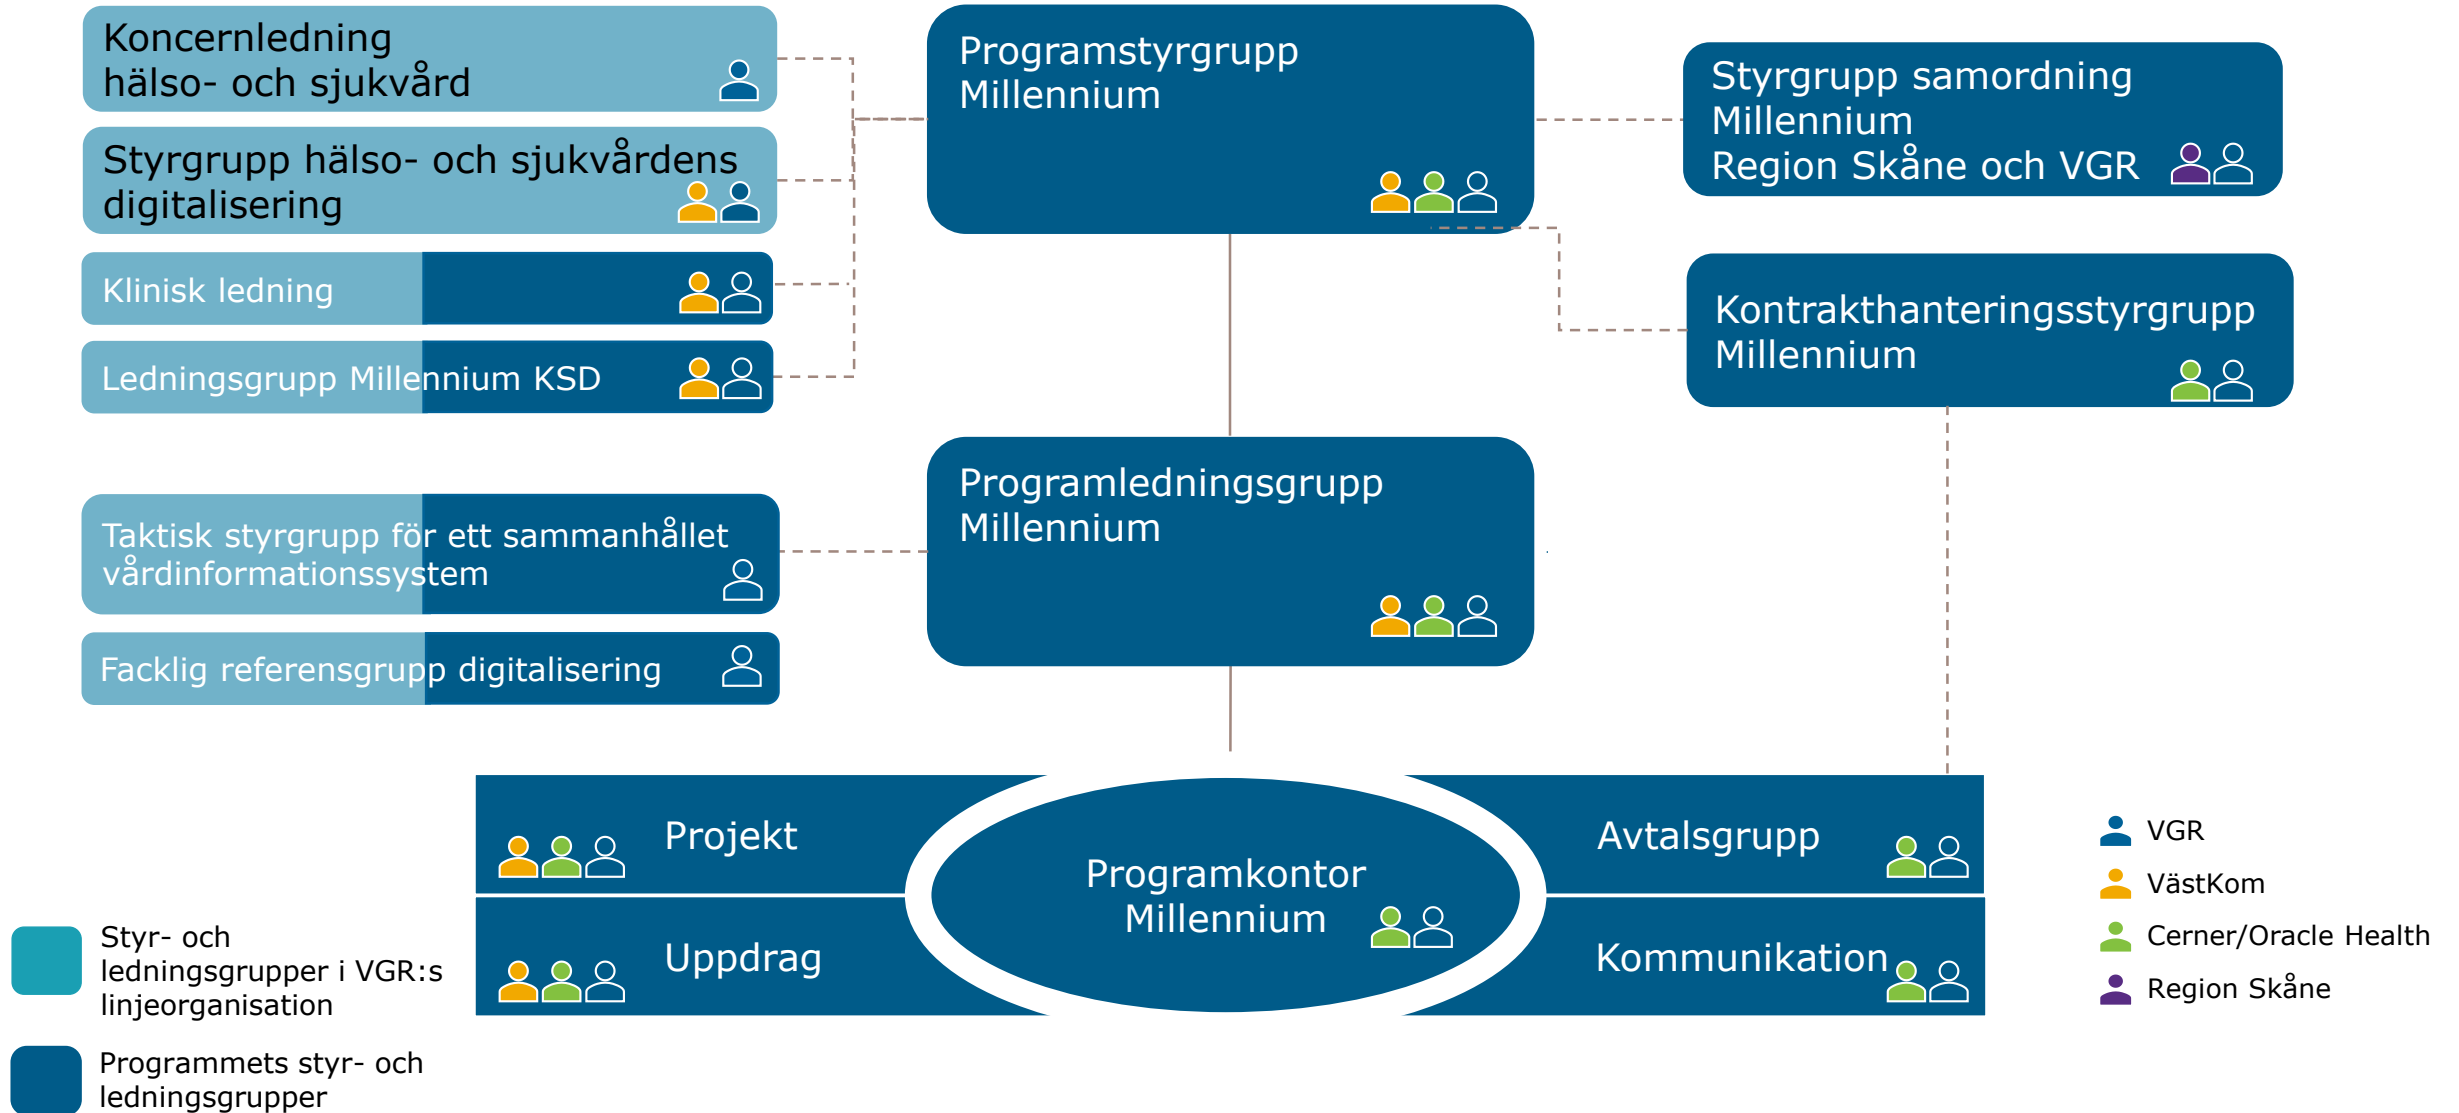 Koncernledning
hälso- och sjukvård
Styrgrupp hälso- och sjukvårdens
digitalisering
Klinisk ledning
Ledningsgrupp Millennium KSD
Programstyrgrupp
Millennium
Styrgrupp samordning
Millennium
Region Skåne och VGR
Kontrakthanteringsstyrgrupp
Millennium
Taktisk styrgrupp för ett sammanhållet
vårdinformationssystem
Facklig referensgrupp digitalisering
Programledningsgrupp
Millennium
Projekt
Uppdrag
Programkontor
Millennium
Avtalsgrupp
Kommunikation
Styr- och
ledningsgrupper i VGR:s
linjeorganisation
Programmets styr- och
ledningsgrupper
VGR
VästKom
Cerner/Oracle Health
Region Skåne